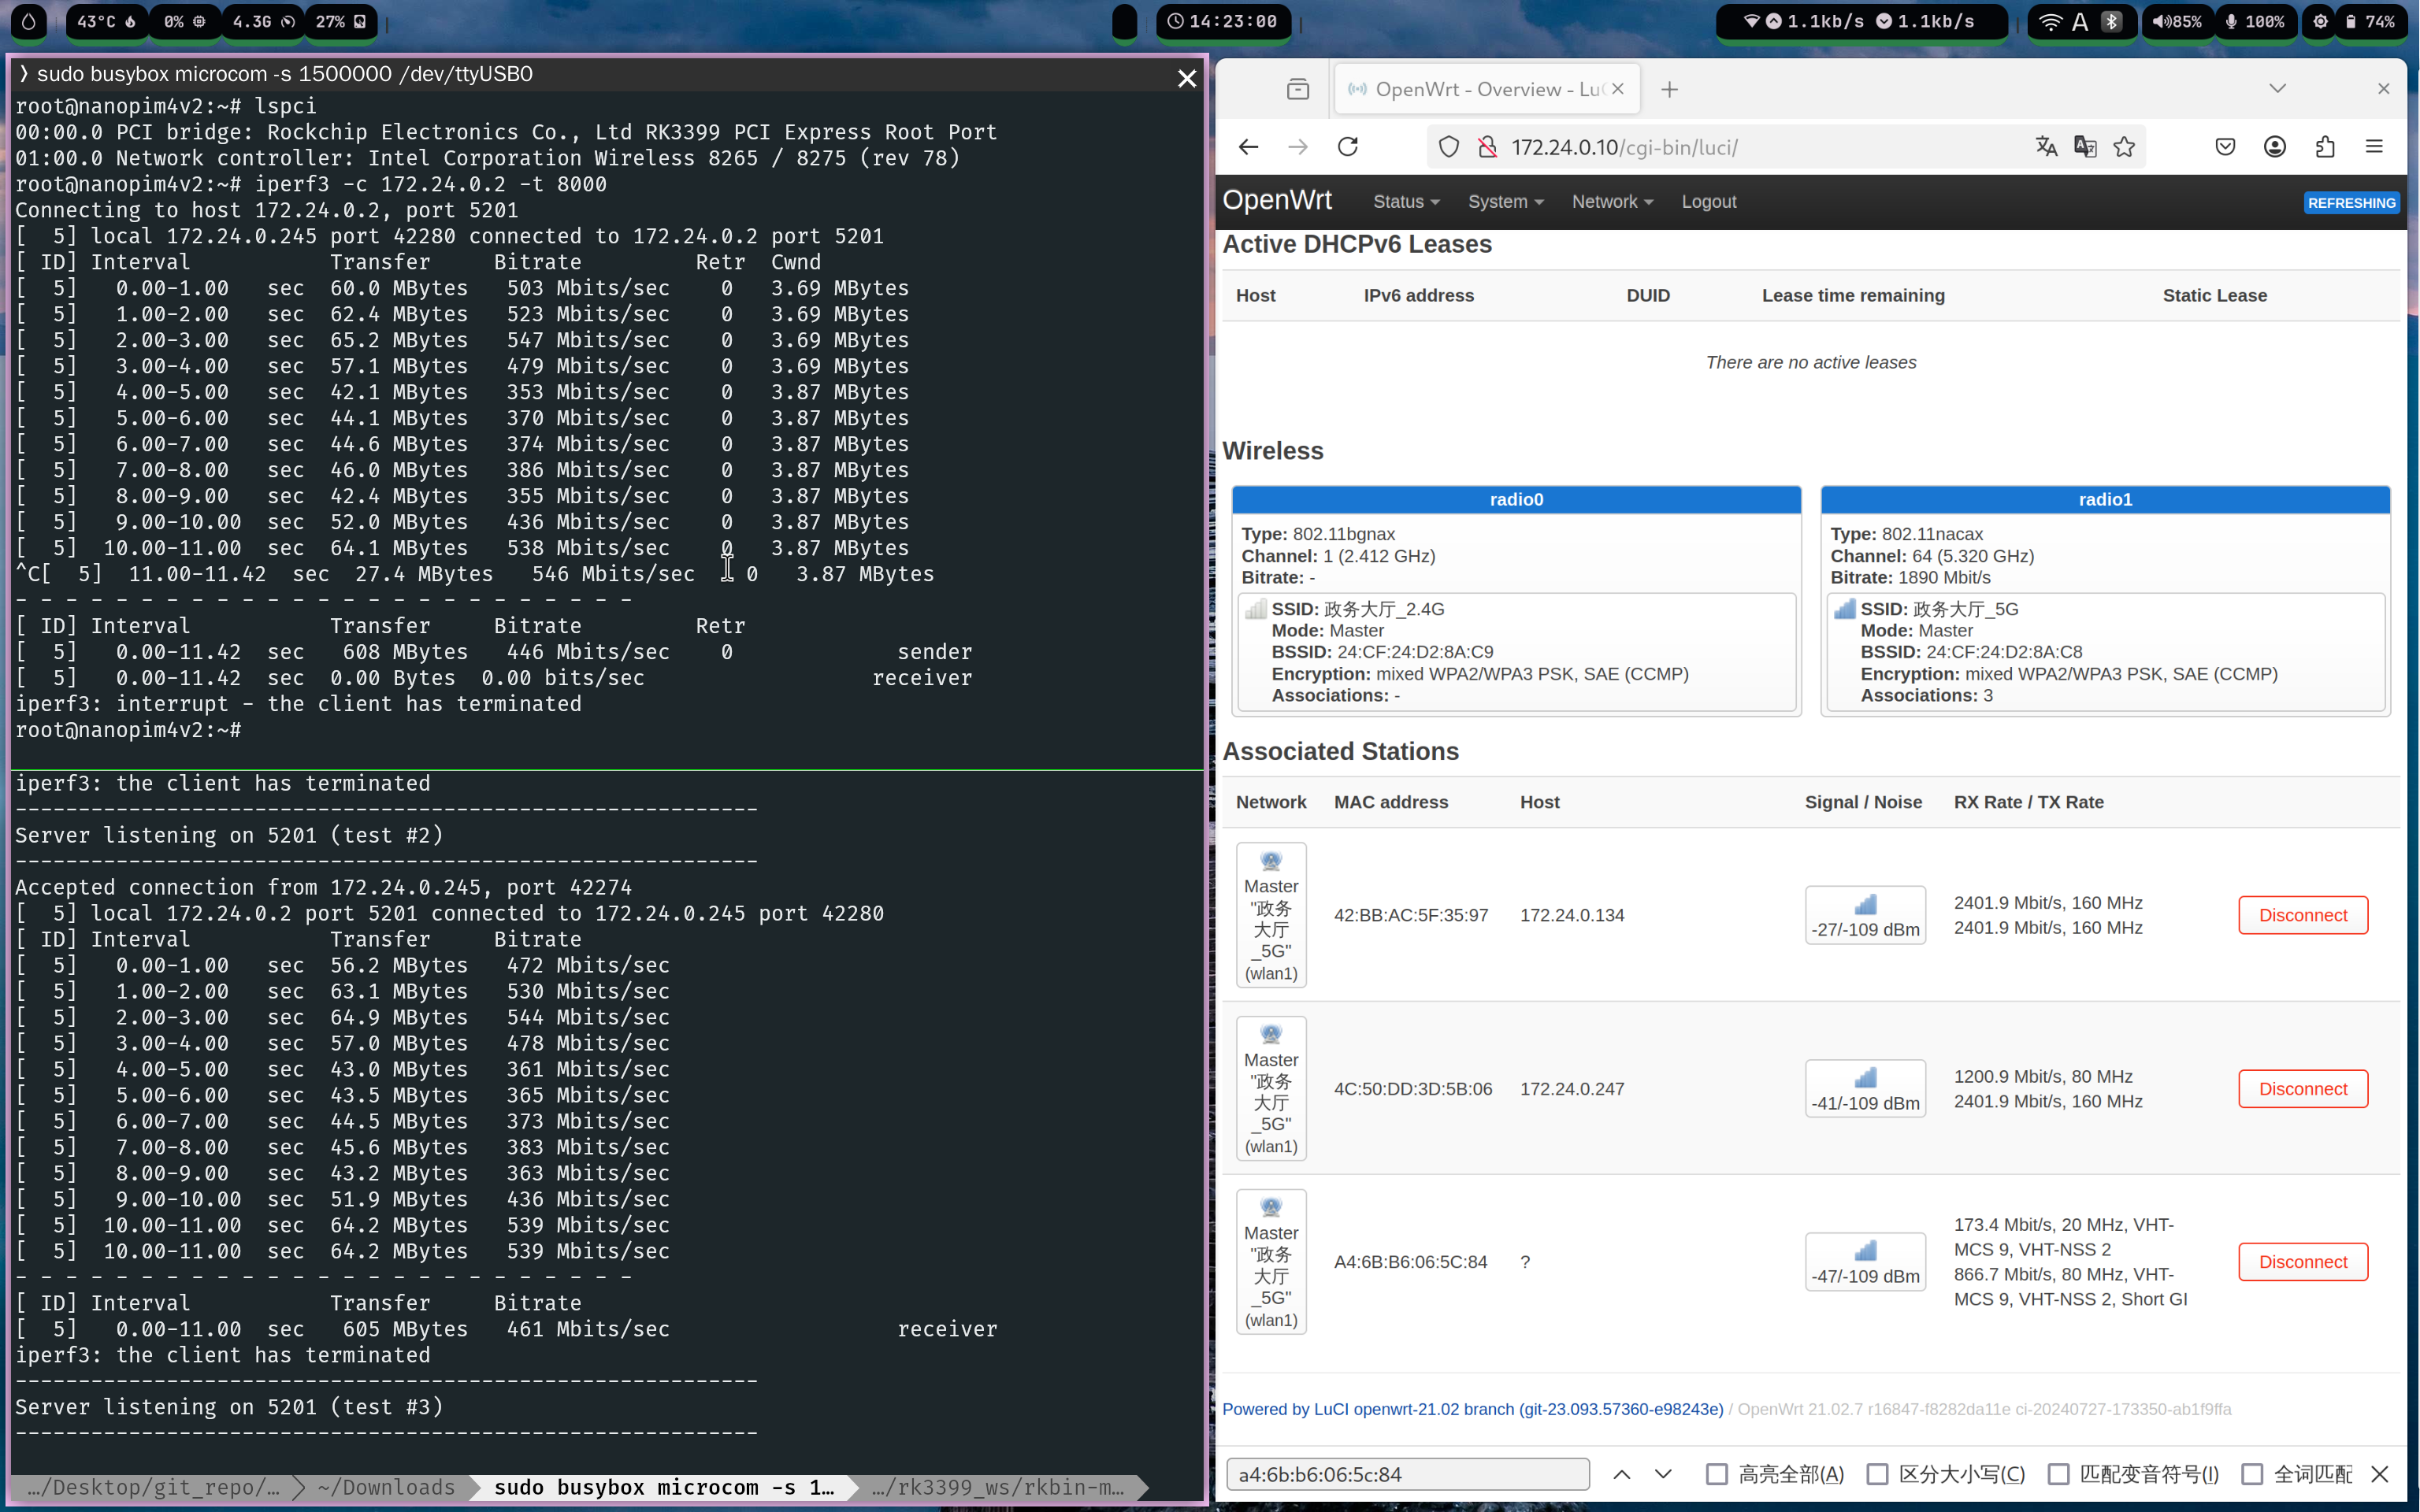 43°C 0% 4.3G 27% 14:23:00 1.1kb/s 1.1kb/s A 85% 100% 74%
❭ sudo busybox microcom -s 1500000 /dev/ttyUSB0
root@nanopim4v2:~# lspci
00:00.0 PCI bridge: Rockchip Electronics Co., Ltd RK3399 PCI Express Root Port
01:00.0 Network controller: Intel Corporation Wireless 8265 / 8275 (rev 78)
root@nanopim4v2:~# iperf3 -c 172.24.0.2 -t 8000
Connecting to host 172.24.0.2, port 5201
[  5] local 172.24.0.245 port 42280 connected to 172.24.0.2 port 5201
[ ID] Interval           Transfer     Bitrate         Retr  Cwnd
[  5]   0.00-1.00   sec  60.0 MBytes   503 Mbits/sec    0   3.69 MBytes
[  5]   1.00-2.00   sec  62.4 MBytes   523 Mbits/sec    0   3.69 MBytes
[  5]   2.00-3.00   sec  65.2 MBytes   547 Mbits/sec    0   3.69 MBytes
[  5]   3.00-4.00   sec  57.1 MBytes   479 Mbits/sec    0   3.69 MBytes
[  5]   4.00-5.00   sec  42.1 MBytes   353 Mbits/sec    0   3.87 MBytes
[  5]   5.00-6.00   sec  44.1 MBytes   370 Mbits/sec    0   3.87 MBytes
[  5]   6.00-7.00   sec  44.6 MBytes   374 Mbits/sec    0   3.87 MBytes
[  5]   7.00-8.00   sec  46.0 MBytes   386 Mbits/sec    0   3.87 MBytes
[  5]   8.00-9.00   sec  42.4 MBytes   355 Mbits/sec    0   3.87 MBytes
[  5]   9.00-10.00  sec  52.0 MBytes   436 Mbits/sec    0   3.87 MBytes
[  5]  10.00-11.00  sec  64.1 MBytes   538 Mbits/sec    0   3.87 MBytes
^C[  5]  11.00-11.42  sec  27.4 MBytes   546 Mbits/sec    0   3.87 MBytes
- - - - - - - - - - - - - - - - - - - - - - - - -
[ ID] Interval           Transfer     Bitrate         Retr
[  5]   0.00-11.42  sec   608 MBytes   446 Mbits/sec    0             sender
[  5]   0.00-11.42  sec  0.00 Bytes  0.00 bits/sec                  receiver
iperf3: interrupt - the client has terminated
root@nanopim4v2:~#
iperf3: the client has terminated
-----------------------------------------------------------
Server listening on 5201 (test #2)
-----------------------------------------------------------
Accepted connection from 172.24.0.245, port 42274
[  5] local 172.24.0.2 port 5201 connected to 172.24.0.245 port 42280
[ ID] Interval           Transfer     Bitrate
[  5]   0.00-1.00   sec  56.2 MBytes   472 Mbits/sec
[  5]   1.00-2.00   sec  63.1 MBytes   530 Mbits/sec
[  5]   2.00-3.00   sec  64.9 MBytes   544 Mbits/sec
[  5]   3.00-4.00   sec  57.0 MBytes   478 Mbits/sec
[  5]   4.00-5.00   sec  43.0 MBytes   361 Mbits/sec
[  5]   5.00-6.00   sec  43.5 MBytes   365 Mbits/sec
[  5]   6.00-7.00   sec  44.5 MBytes   373 Mbits/sec
[  5]   7.00-8.00   sec  45.6 MBytes   383 Mbits/sec
[  5]   8.00-9.00   sec  43.2 MBytes   363 Mbits/sec
[  5]   9.00-10.00  sec  51.9 MBytes   436 Mbits/sec
[  5]  10.00-11.00  sec  64.2 MBytes   539 Mbits/sec
[  5]  10.00-11.00  sec  64.2 MBytes   539 Mbits/sec
- - - - - - - - - - - - - - - - - - - - - - - - -
[ ID] Interval           Transfer     Bitrate
[  5]   0.00-11.00  sec   605 MBytes   461 Mbits/sec                  receiver
iperf3: the client has terminated
-----------------------------------------------------------
Server listening on 5201 (test #3)
-----------------------------------------------------------
…/Desktop/git_repo/… ~/Downloads sudo busybox microcom -s 1… …/rk3399_ws/rkbin-m…
OpenWrt - Overview - Lu
172.24.0.10/cgi-bin/luci/
OpenWrt Status System Network Logout REFRESHING
Active DHCPv6 Leases
Host IPv6 address DUID Lease time remaining Static Lease
There are no active leases
Wireless
radio0
Type: 802.11bgnax
Channel: 1 (2.412 GHz)
Bitrate: -
SSID: 政务大厅_2.4G
Mode: Master
BSSID: 24:CF:24:D2:8A:C9
Encryption: mixed WPA2/WPA3 PSK, SAE (CCMP)
Associations: -
radio1
Type: 802.11nacax
Channel: 64 (5.320 GHz)
Bitrate: 1890 Mbit/s
SSID: 政务大厅_5G
Mode: Master
BSSID: 24:CF:24:D2:8A:C8
Encryption: mixed WPA2/WPA3 PSK, SAE (CCMP)
Associations: 3
Associated Stations
Network MAC address Host Signal / Noise RX Rate / TX Rate
Master
"政务
大厅
_5G"
(wlan1)
42:BB:AC:5F:35:97 172.24.0.134
-27/-109 dBm
2401.9 Mbit/s, 160 MHz
2401.9 Mbit/s, 160 MHz
Disconnect
Master
"政务
大厅
_5G"
(wlan1)
4C:50:DD:3D:5B:06 172.24.0.247
-41/-109 dBm
1200.9 Mbit/s, 80 MHz
2401.9 Mbit/s, 160 MHz
Disconnect
Master
"政务
大厅
_5G"
(wlan1)
A4:6B:B6:06:5C:84 ?
-47/-109 dBm
173.4 Mbit/s, 20 MHz, VHT-
MCS 9, VHT-NSS 2
866.7 Mbit/s, 80 MHz, VHT-
MCS 9, VHT-NSS 2, Short GI
Disconnect
Powered by LuCI openwrt-21.02 branch (git-23.093.57360-e98243e) / OpenWrt 21.02.7 r16847-f8282da11e ci-20240727-173350-ab1f9ffa
a4:6b:b6:06:5c:84 高亮全部(A) 区分大小写(C) 匹配变音符号(I) 全词匹配